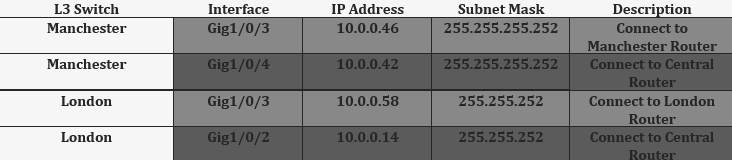 L3 Switch Interface IP Address Subnet Mask Description
Manchester Gig1/0/3 10.0.0.46 255.255.255.252 Connect to
Manchester Router
Manchester Gig1/0/4 10.0.0.42 255.255.255.252 Connect to Central
Router
London Gig1/0/3 10.0.0.58 255.255.252 Connect to London
Router
London Gig1/0/2 10.0.0.14 255.255.252 Connect to Central
Router